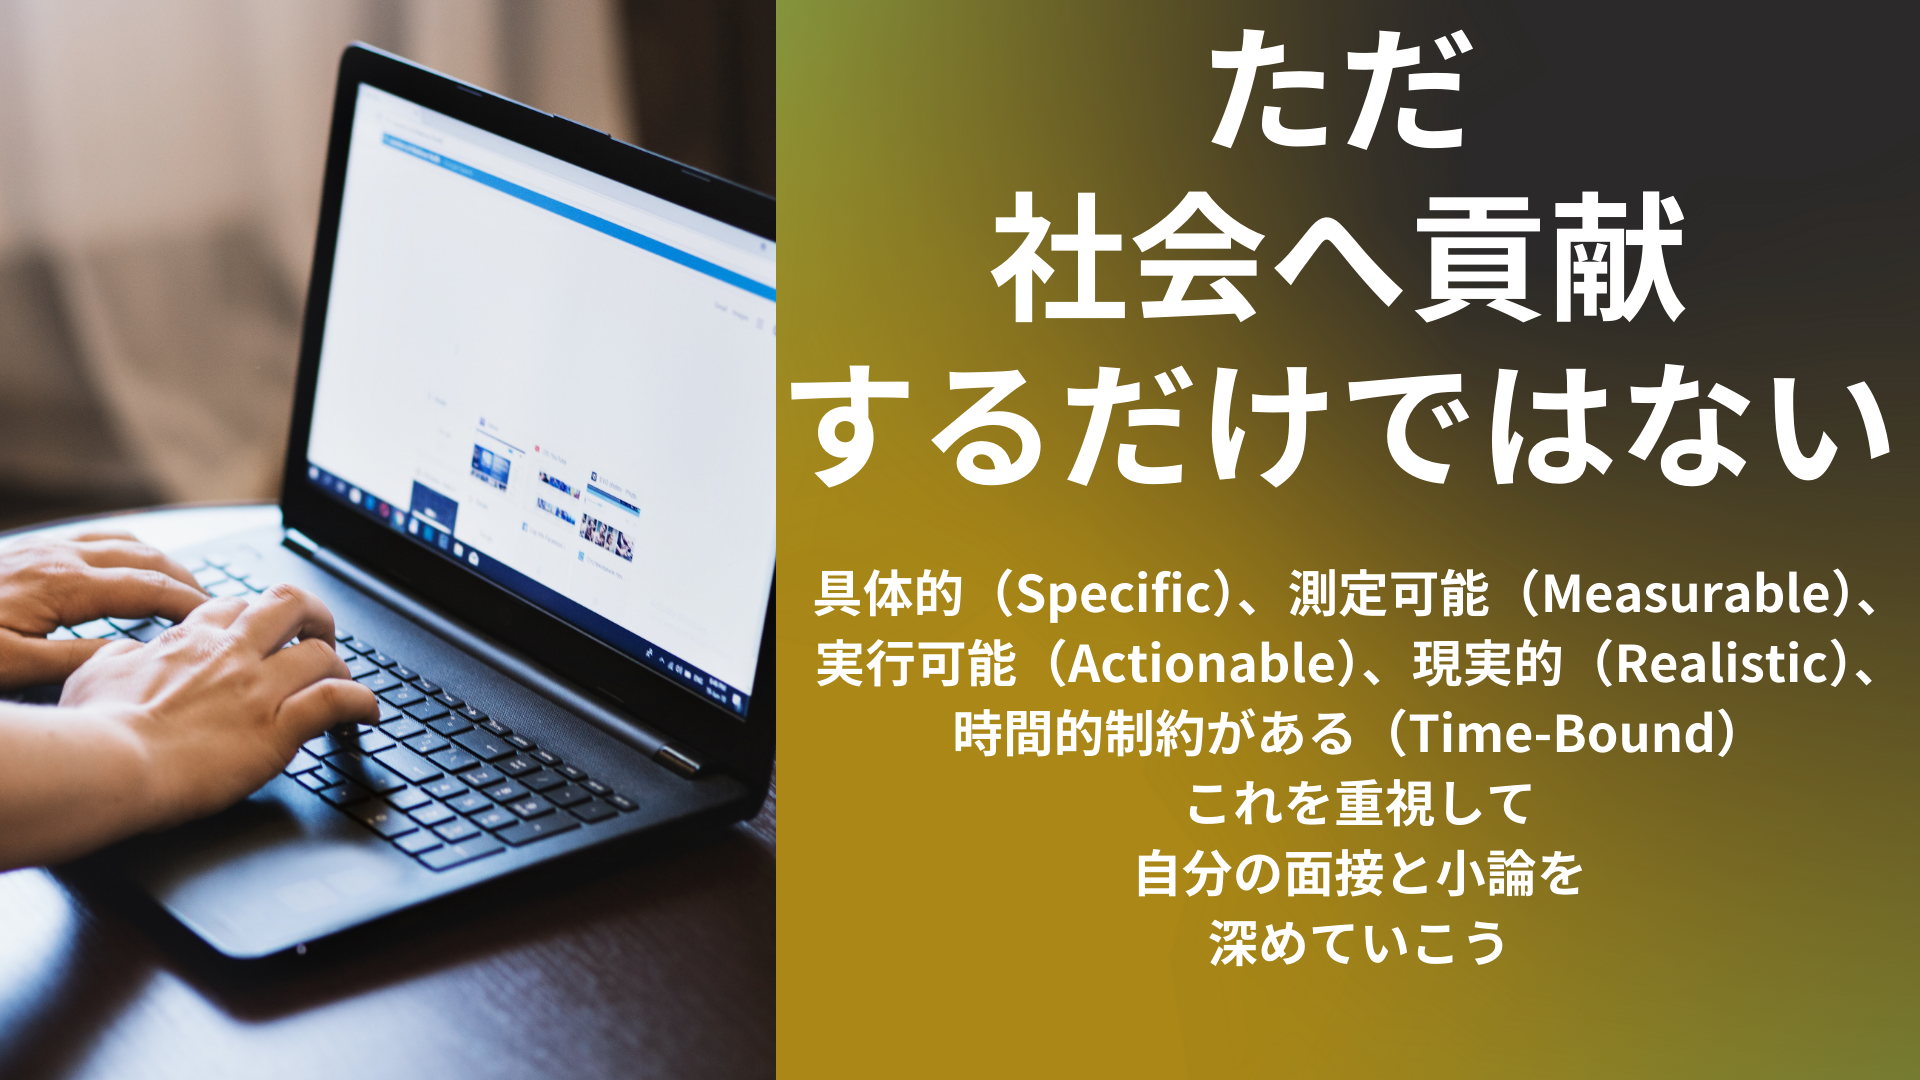 ただ
社会へ貢献
するだけではない
具体的（Specific）、測定可能（Measurable）、
実行可能（Actionable）、現実的（Realistic）、
時間的制約がある（Time-Bound）
これを重視して
自分の面接と小論を
深めていこう